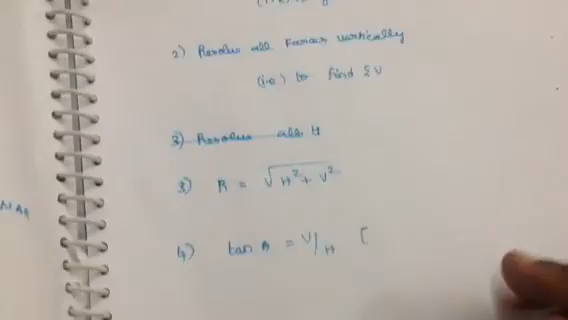 2) Resolve all Forces vertically
(i.e) to find ΣV
3) Resolve all H
3) R = √H²+V²
4) tan θ = V/H [